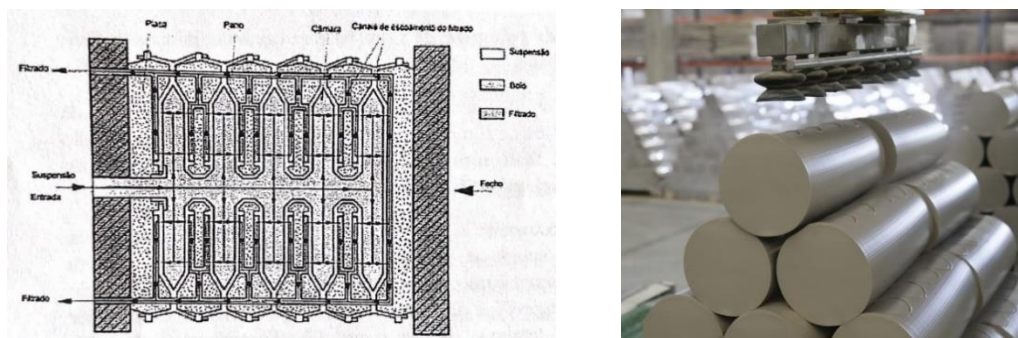 Placa
Pano
Câmara
Canais de escoamento do filtrado
Filtrado
Suspensão
Bolo
Filtrado
Suspensão
Entrada
Fecho
Filtrado